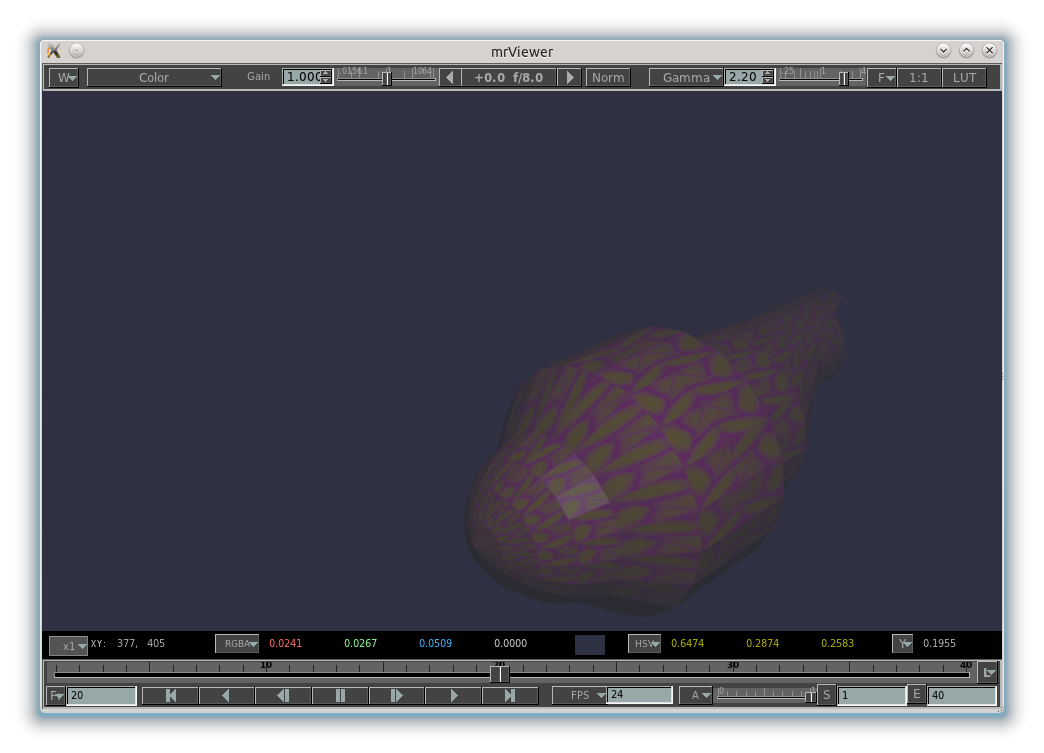 mrViewer
W Color Gain 1.000 .01561 1 1064 +0.0 f/8.0 Norm Gamma 2.20 .25 1 4 F 1:1 LUT
x1 XY: 377, 405 RGBA 0.0241 0.0267 0.0509 0.0000 HSV 0.6474 0.2874 0.2583 Y 0.1955
10 20 30 40 L
F 20 FPS 24 A 0 1 S 1 E 40